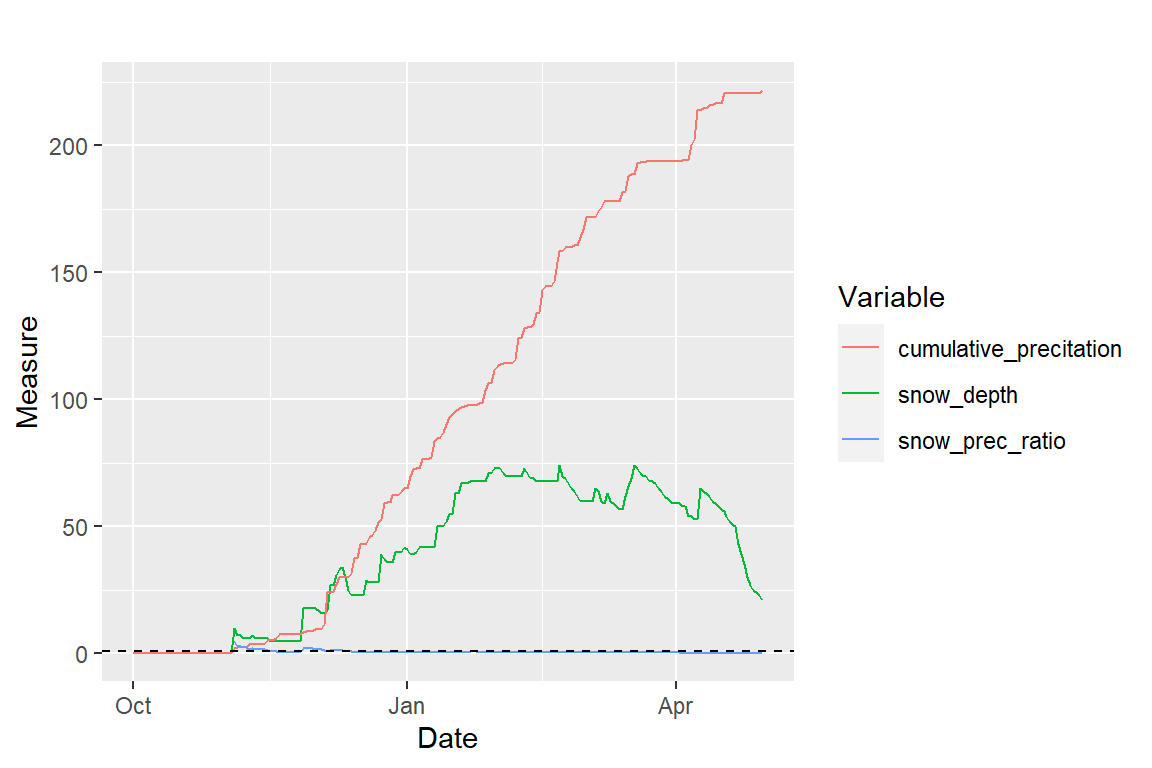 200
150
100
50
0
Measure
Oct
Jan
Apr
Date
Variable
cumulative_precitation
snow_depth
snow_prec_ratio